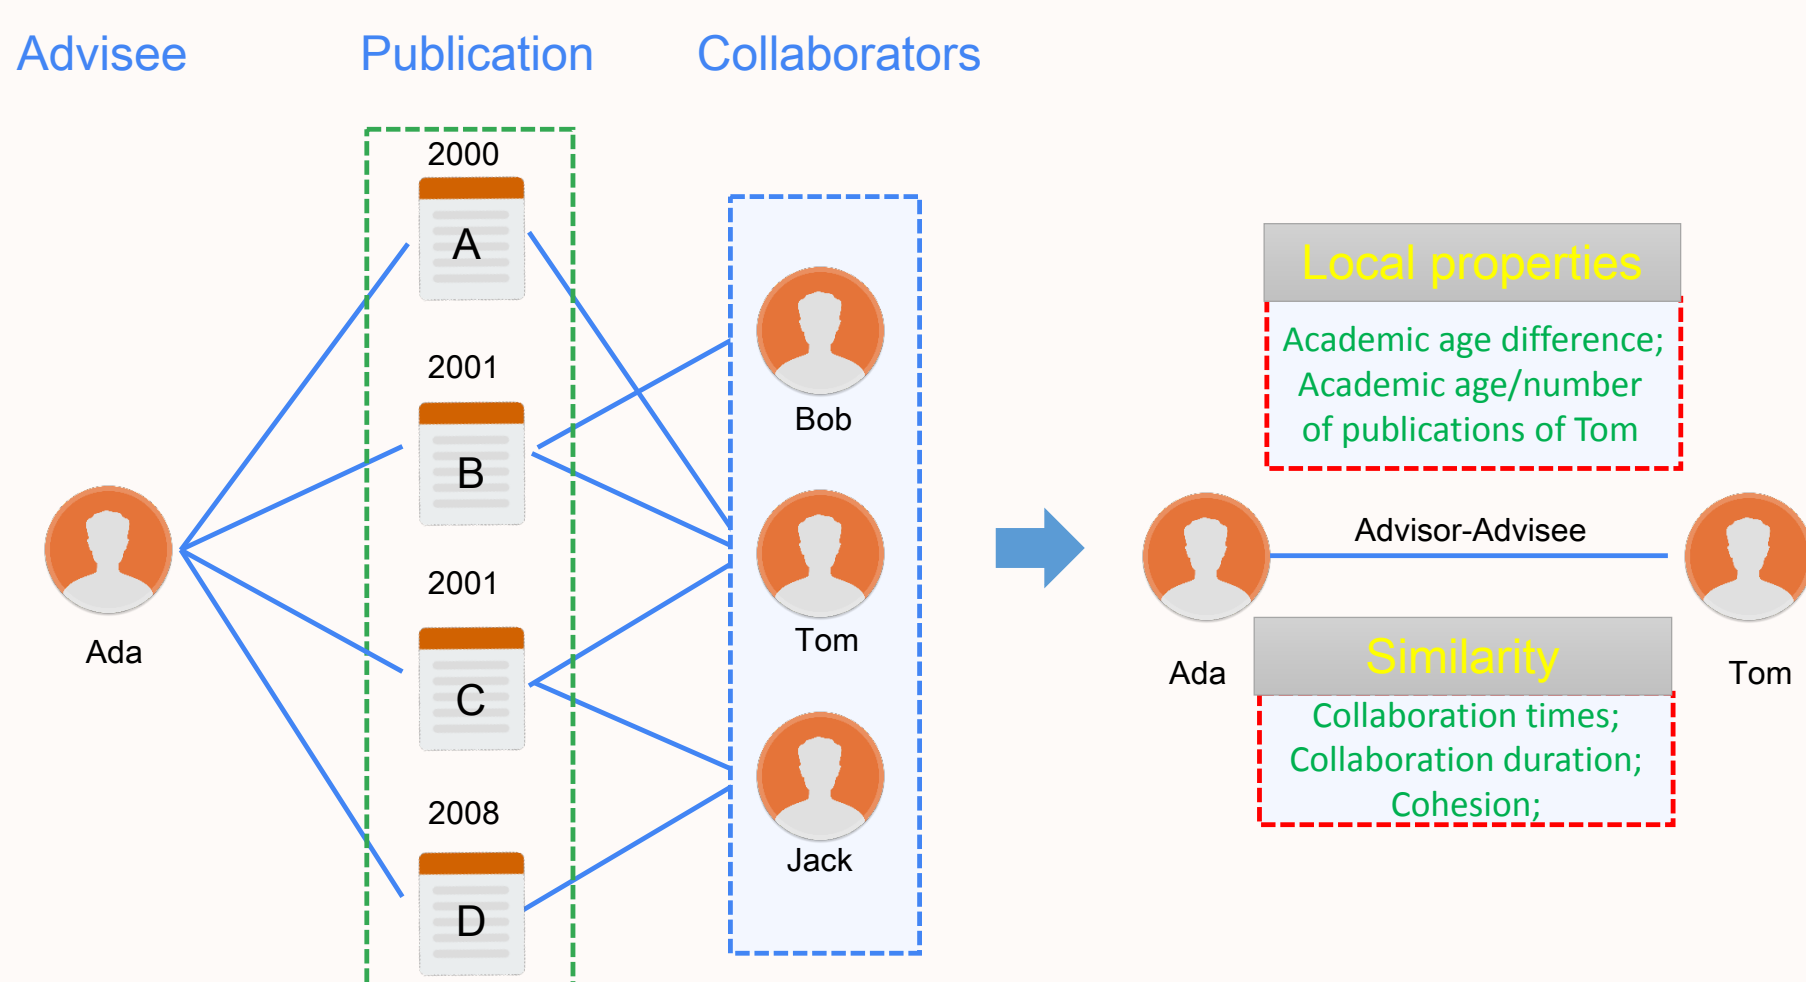 Advisee
Publication
Collaborators
2000
A
2001
B
2001
C
2008
D
Ada
Bob
Tom
Jack
Local properties
Academic age difference;
Academic age/number
of publications of Tom
Advisor-Advisee
Ada
Tom
Similarity
Collaboration times;
Collaboration duration;
Cohesion;